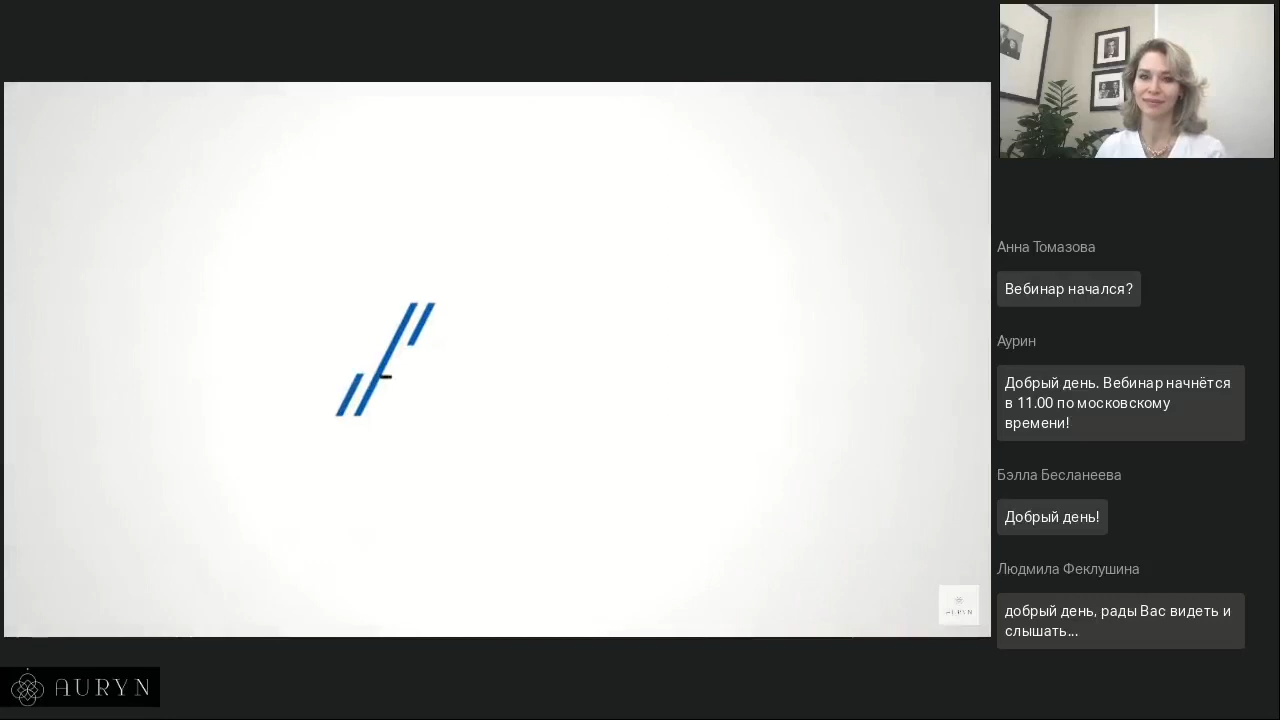 Анна Томазова
Вебинар начался?
Аурин
Добрый день. Вебинар начнётся
в 11.00 по московскому
времени!
Бэлла Бесланеева
Добрый день!
Людмила Феклушина
добрый день, рады Вас видеть и
слышать...
AURYN
AURYN